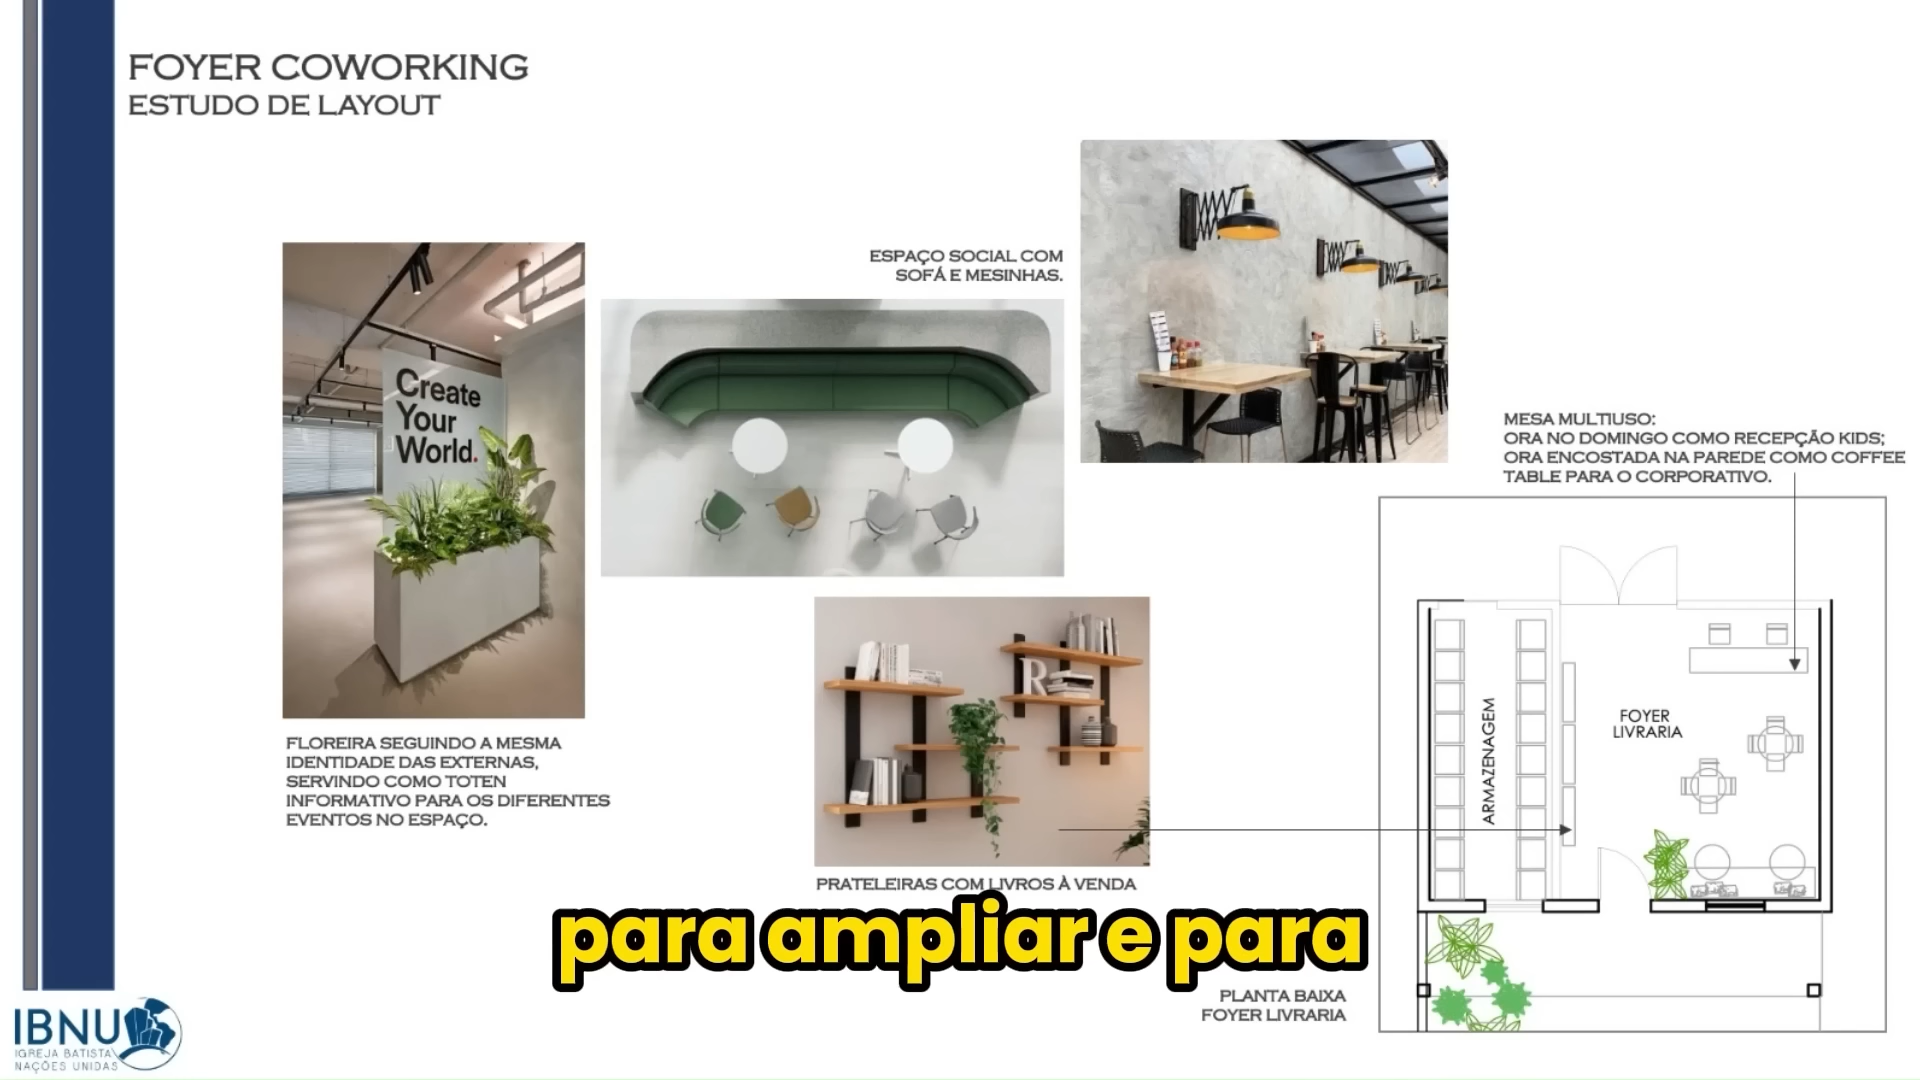 FOYER COWORKING
ESTUDO DE LAYOUT
ESPAÇO SOCIAL COM
SOFÁ E MESINHAS.
Create
Your
World.
MESA MULTIUSO:
ORA NO DOMINGO COMO RECEPÇÃO KIDS;
ORA ENCOSTADA NA PAREDE COMO COFFEE
TABLE PARA O CORPORATIVO.
R
FOYER
LIVRARIA
ARMAZENAGEM
FLOREIRA SEGUINDO A MESMA
IDENTIDADE DAS EXTERNAS,
SERVINDO COMO TOTEN
INFORMATIVO PARA OS DIFERENTES
EVENTOS NO ESPAÇO.
PRATELEIRAS COM LIVROS À VENDA
para ampliar e para
PLANTA BAIXA
FOYER LIVRARIA
IBNU
IGREJA BATISTA
NAÇÕES UNIDAS